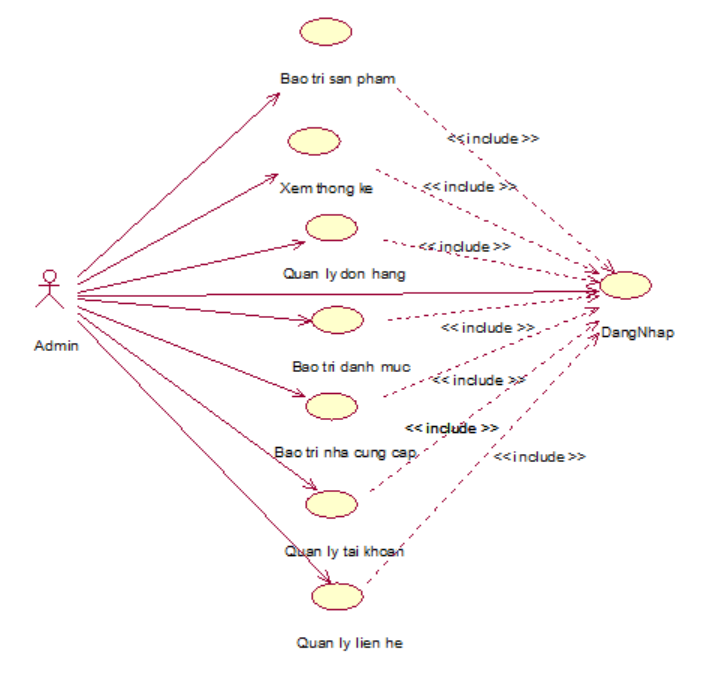 Bao tri san pham
<<include>>
Xem thong ke
<<include>>
<<include>>
Quan ly don hang
Admin
<<include>>
DangNhap
Bao tri danh muc
<<include>>
<<include>>
Bao tri nha cung cap
<<include>>
Quan ly tai khoan
Quan ly lien he